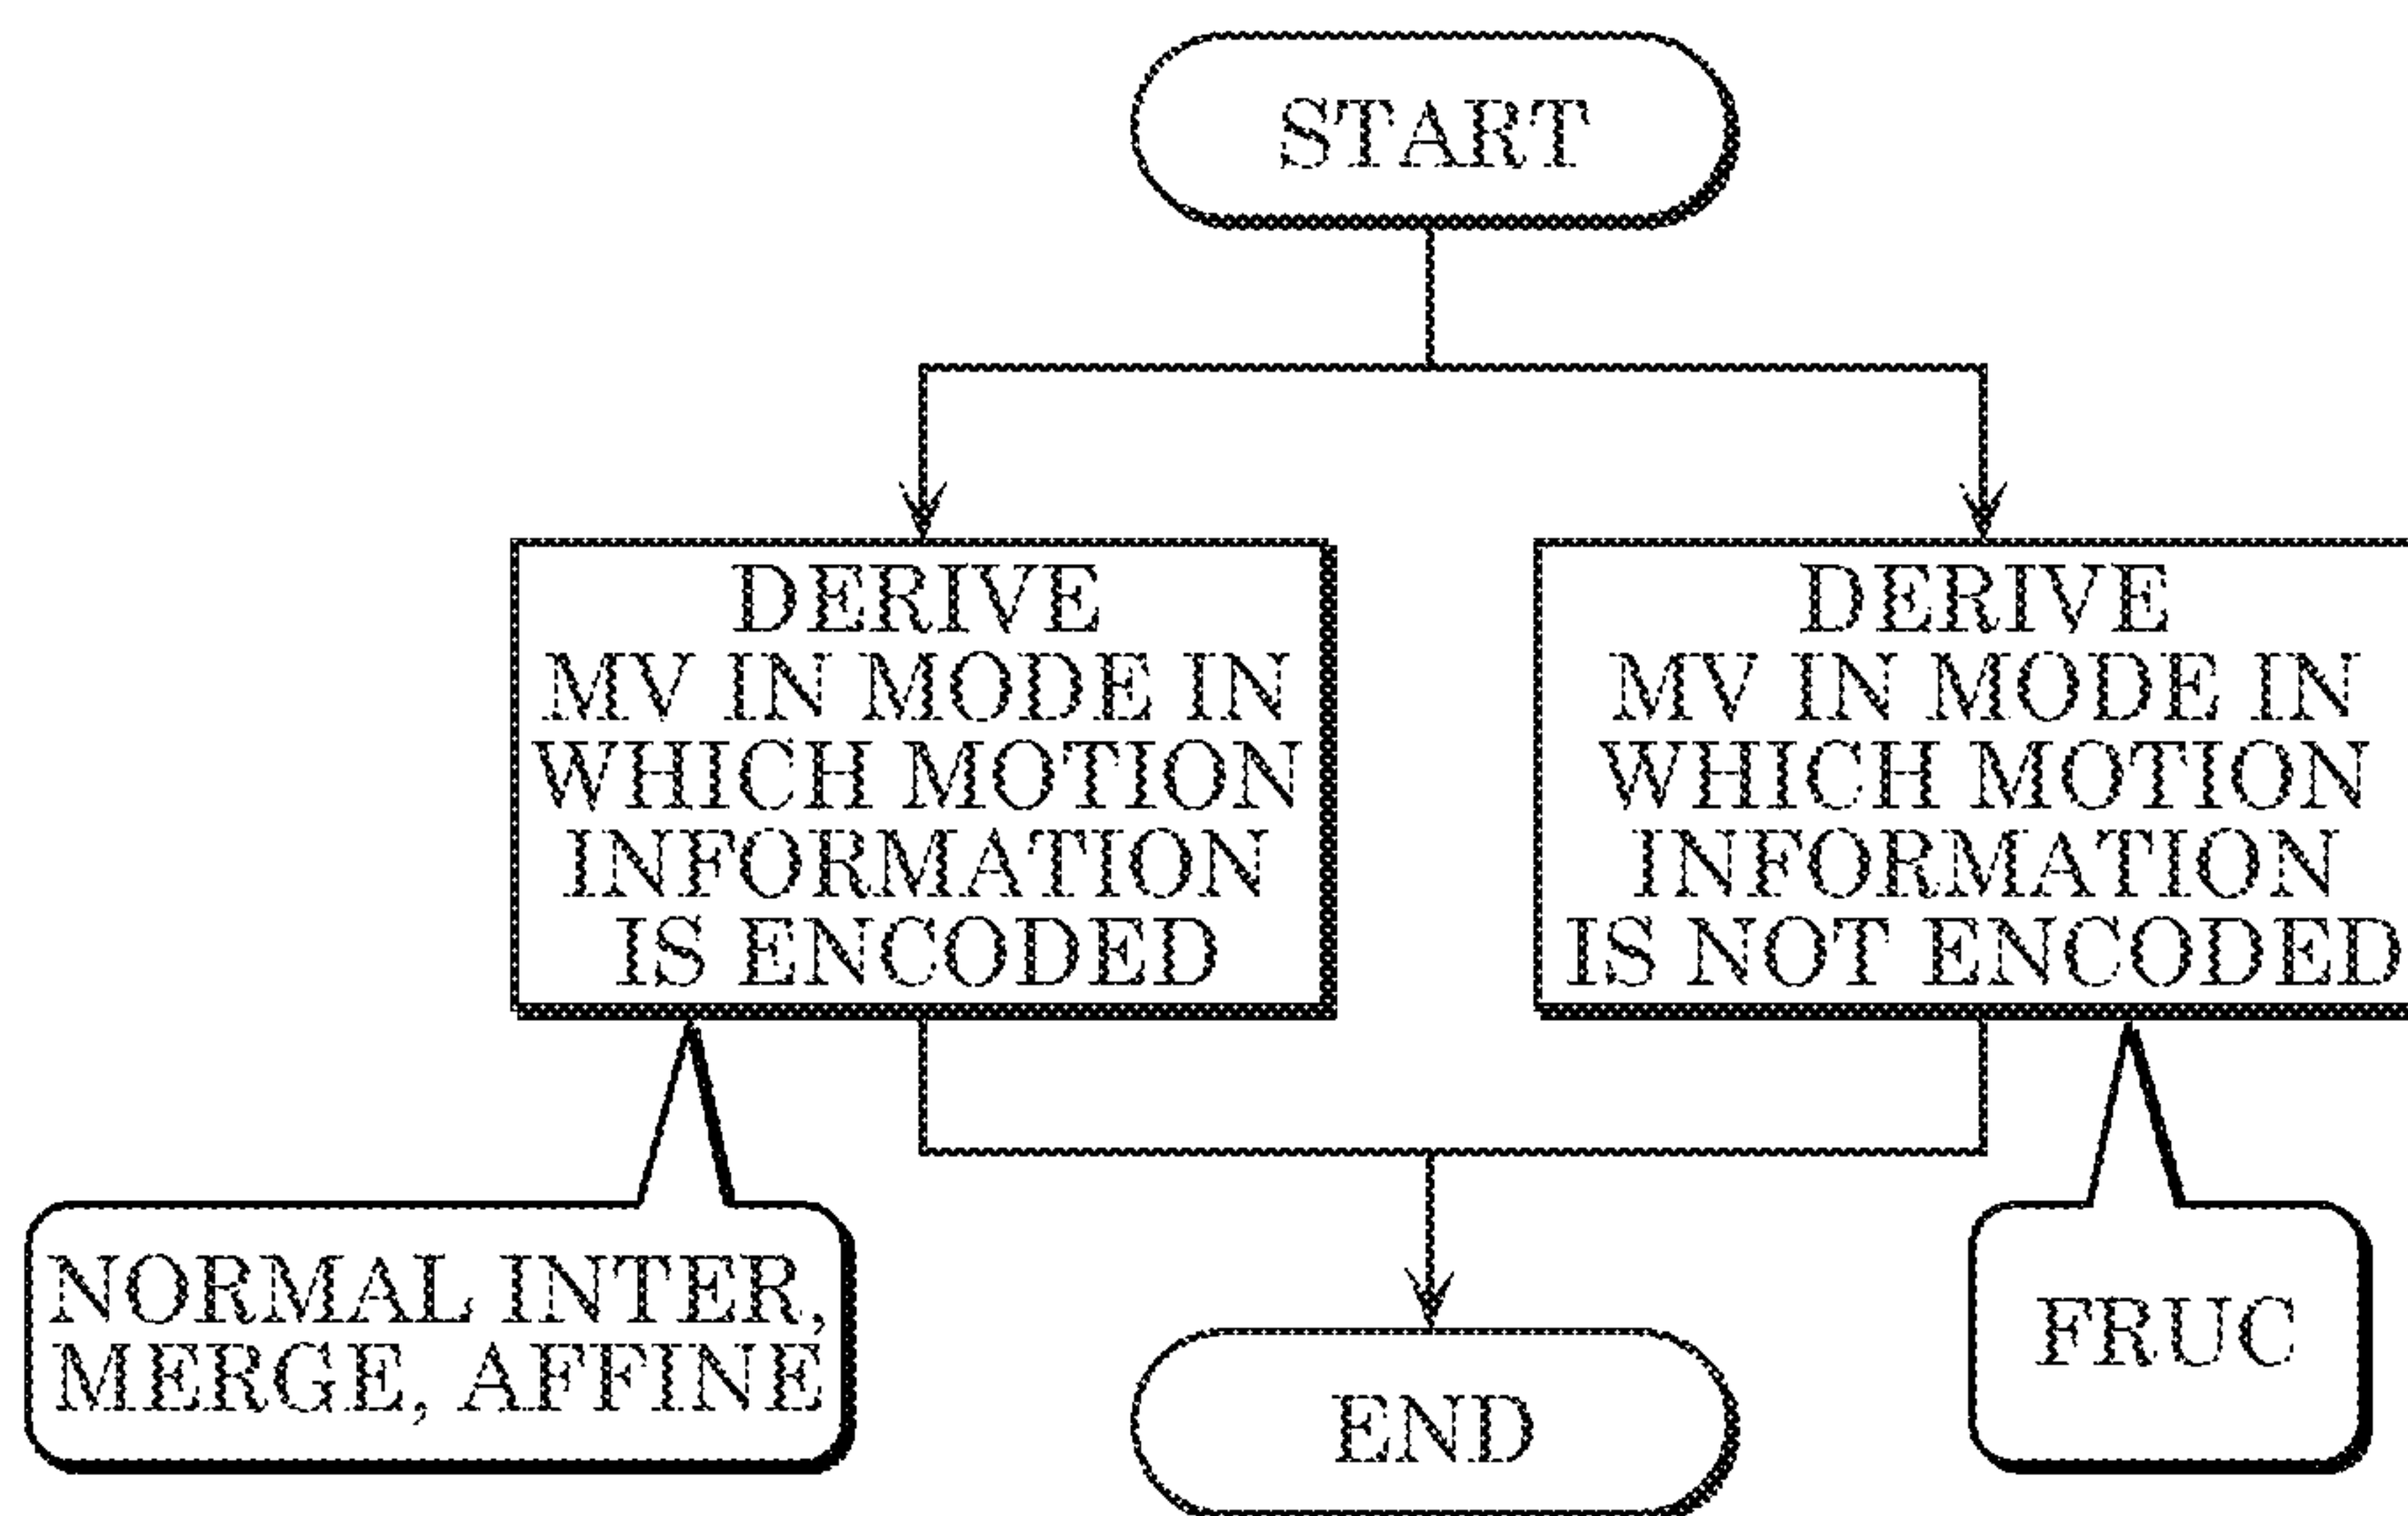 START
DERIVE
MV IN MODE IN
WHICH MOTION
INFORMATION
IS ENCODED
DERIVE
MV IN MODE IN
WHICH MOTION
INFORMATION
IS NOT ENCODED
NORMAL INTER,
MERGE, AFFINE
FRUC
END